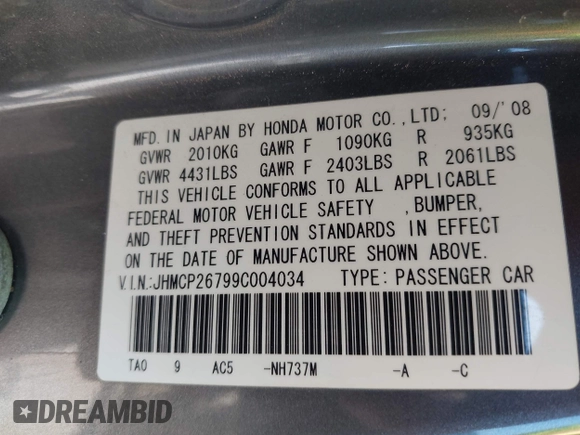 MFD. IN JAPAN BY HONDA MOTOR CO.,LTD: 09/'08
GVWR 2010KG GAWR F 1090KG R 935KG
GVWR 4431LBS GAWR F 2403LBS R 2061LBS
THIS VEHICLE CONFORMS TO ALL APPLICABLE
FEDERAL MOTOR VEHICLE SAFETY ,BUMPER,
AND THEFT PREVENTION STANDARDS IN EFFECT
ON THE DATE OF MANUFACTURE SHOWN ABOVE.
V.I.N.:JHMCP26799C004034 TYPE: PASSENGER CAR
TA0 9 AC5 -NH737M -A -C
DREAMBID